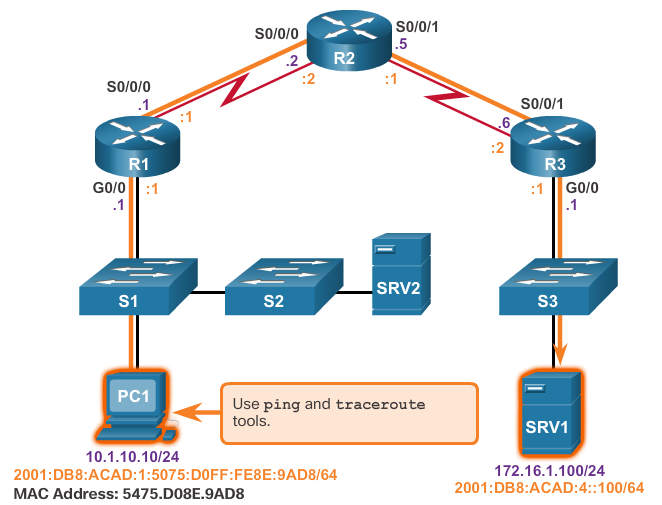 S0/0/0
S0/0/1
R2
.2
.5
:2
:1
S0/0/0
S0/0/1
.1
:1
.6
:2
R1
R3
G0/0
:1
.1
:1
G0/0
.1
S1
S2
SRV2
S3
PC1
Use ping and traceroute
tools.
SRV1
10.1.10.10/24
2001:DB8:ACAD:1:5075:D0FF:FE8E:9AD8/64
MAC Address: 5475.D08E.9AD8
172.16.1.100/24
2001:DB8:ACAD:4::100/64